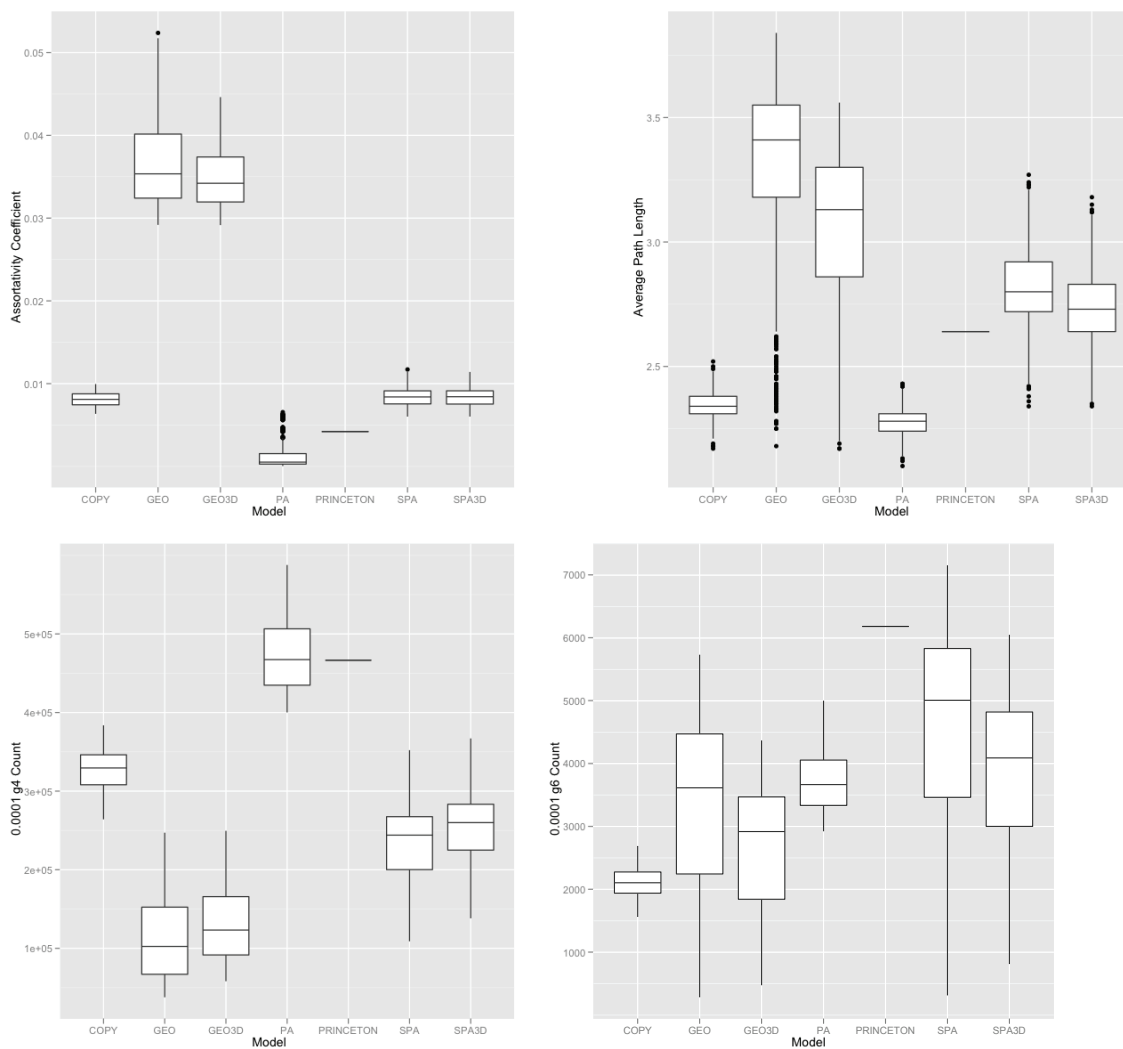 Assortativity Coefficient
0.05
0.04
0.03
0.02
0.01
COPY GEO GEO3D PA PRINCETON SPA SPA3D
Model
Average Path Length
3.5
3.0
2.5
COPY GEO GEO3D PA PRINCETON SPA SPA3D
Model
0.0001 g4 Count
5e+05
4e+05
3e+05
2e+05
1e+05
COPY GEO GEO3D PA PRINCETON SPA SPA3D
Model
0.0001 g6 Count
7000
6000
5000
4000
3000
2000
1000
COPY GEO GEO3D PA PRINCETON SPA SPA3D
Model